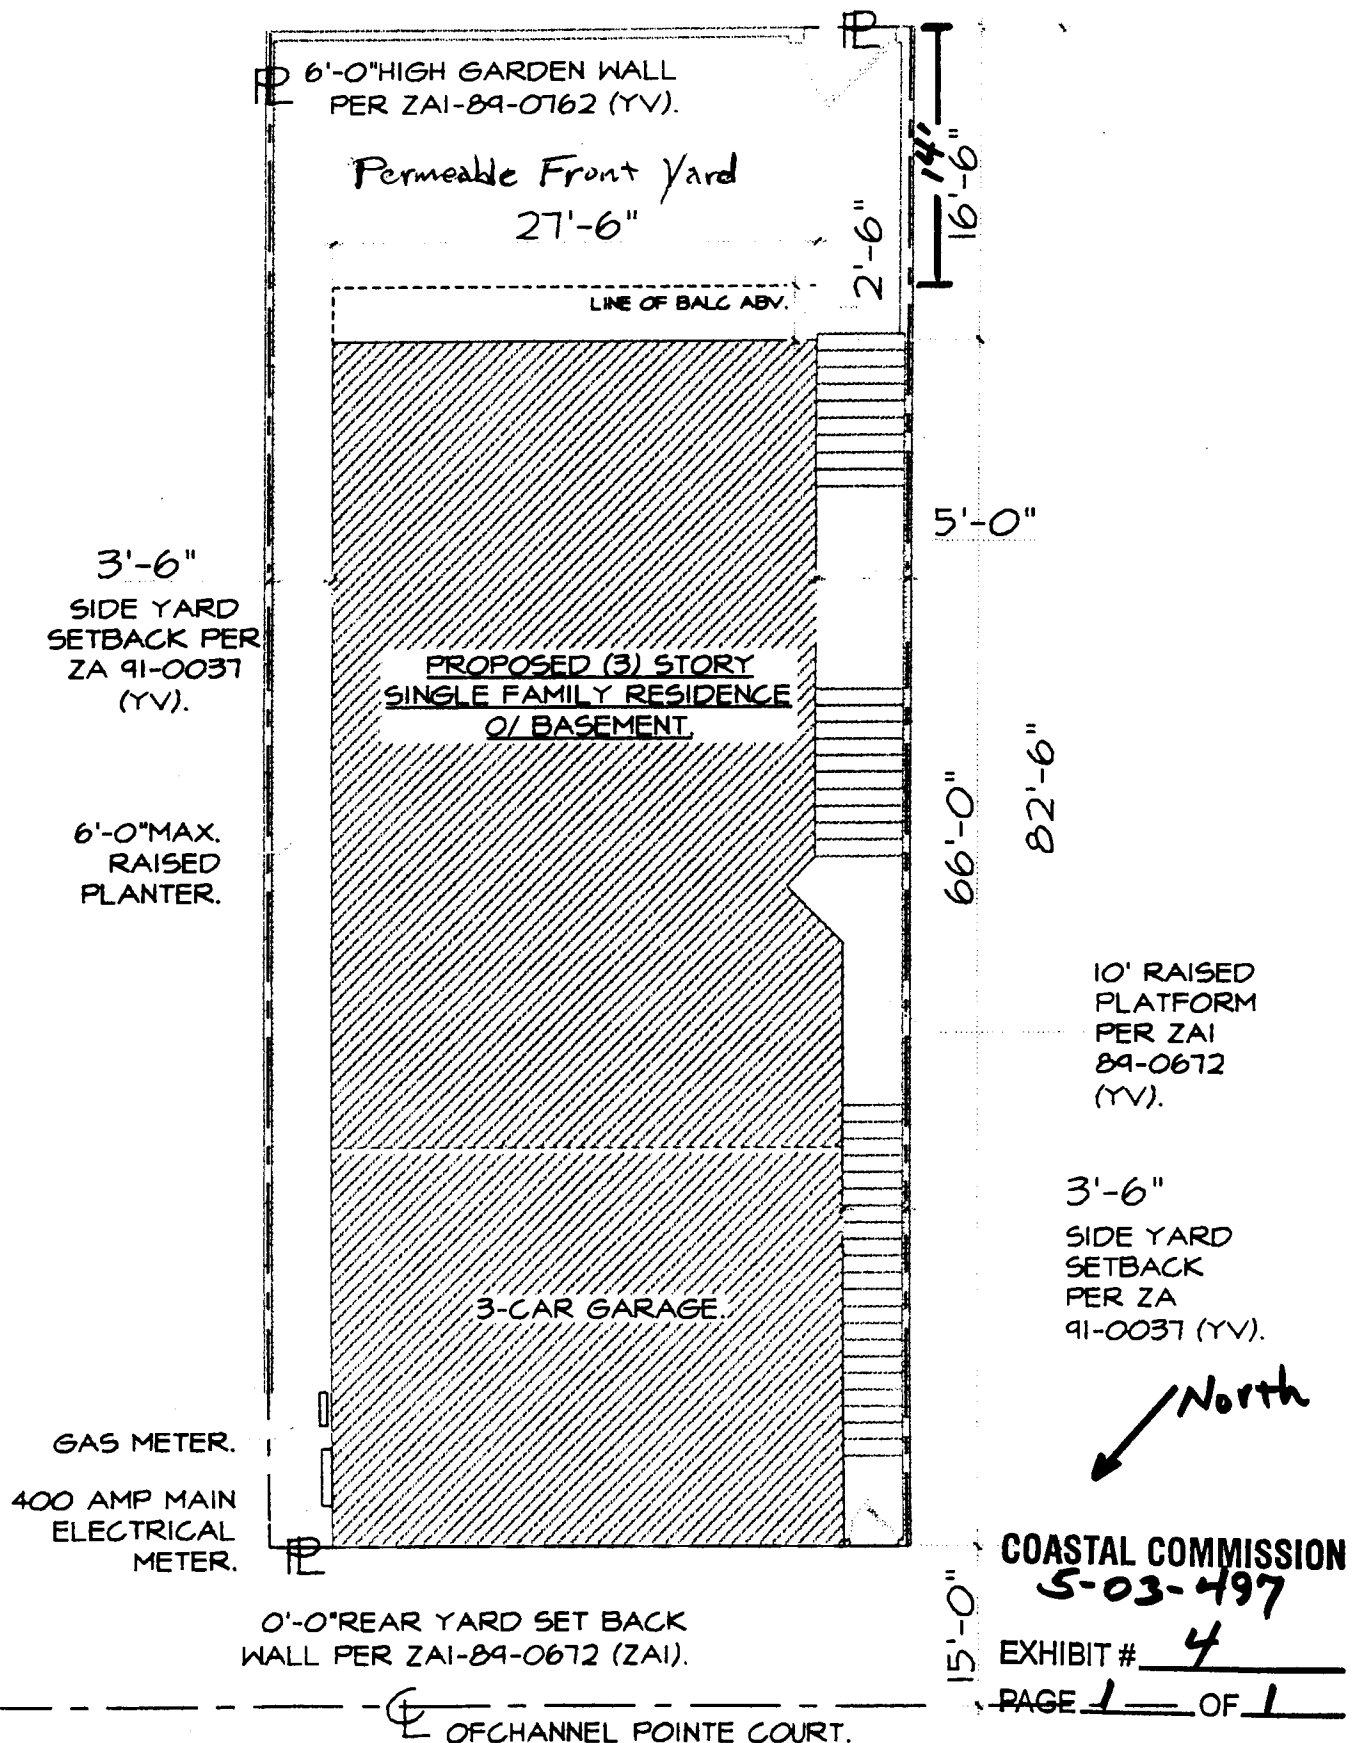 PL
PL
6'-0"HIGH GARDEN WALL
PER ZAI-89-0762 (YV).
Permeable Front Yard
27'-6"
14'
16'-6"
2'-6"
LINE OF BALC ABV.
5'-0"
3'-6"
SIDE YARD
SETBACK PER
ZA 91-0037
(YV).
PROPOSED (3) STORY
SINGLE FAMILY RESIDENCE
O/ BASEMENT.
66'-0"
82'-6"
6'-0"MAX.
RAISED
PLANTER.
10' RAISED
PLATFORM
PER ZAI
89-0672
(YV).
3'-6"
SIDE YARD
SETBACK
PER ZA
91-0037 (YV).
3-CAR GARAGE.
North
GAS METER.
400 AMP MAIN
ELECTRICAL
METER.
PL
COASTAL COMMISSION
5-03-497
EXHIBIT # 4
PAGE 1 OF 1
15'-0"
0'-0"REAR YARD SET BACK
WALL PER ZAI-89-0672 (ZAI).
CL OFCHANNEL POINTE COURT.